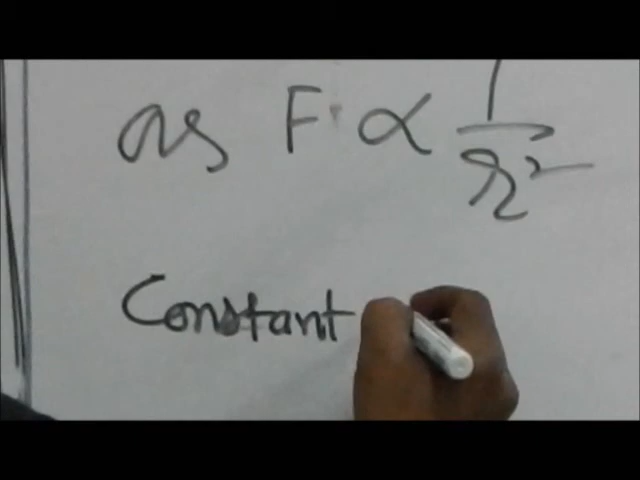 as F ∝ 1/r²
Constant